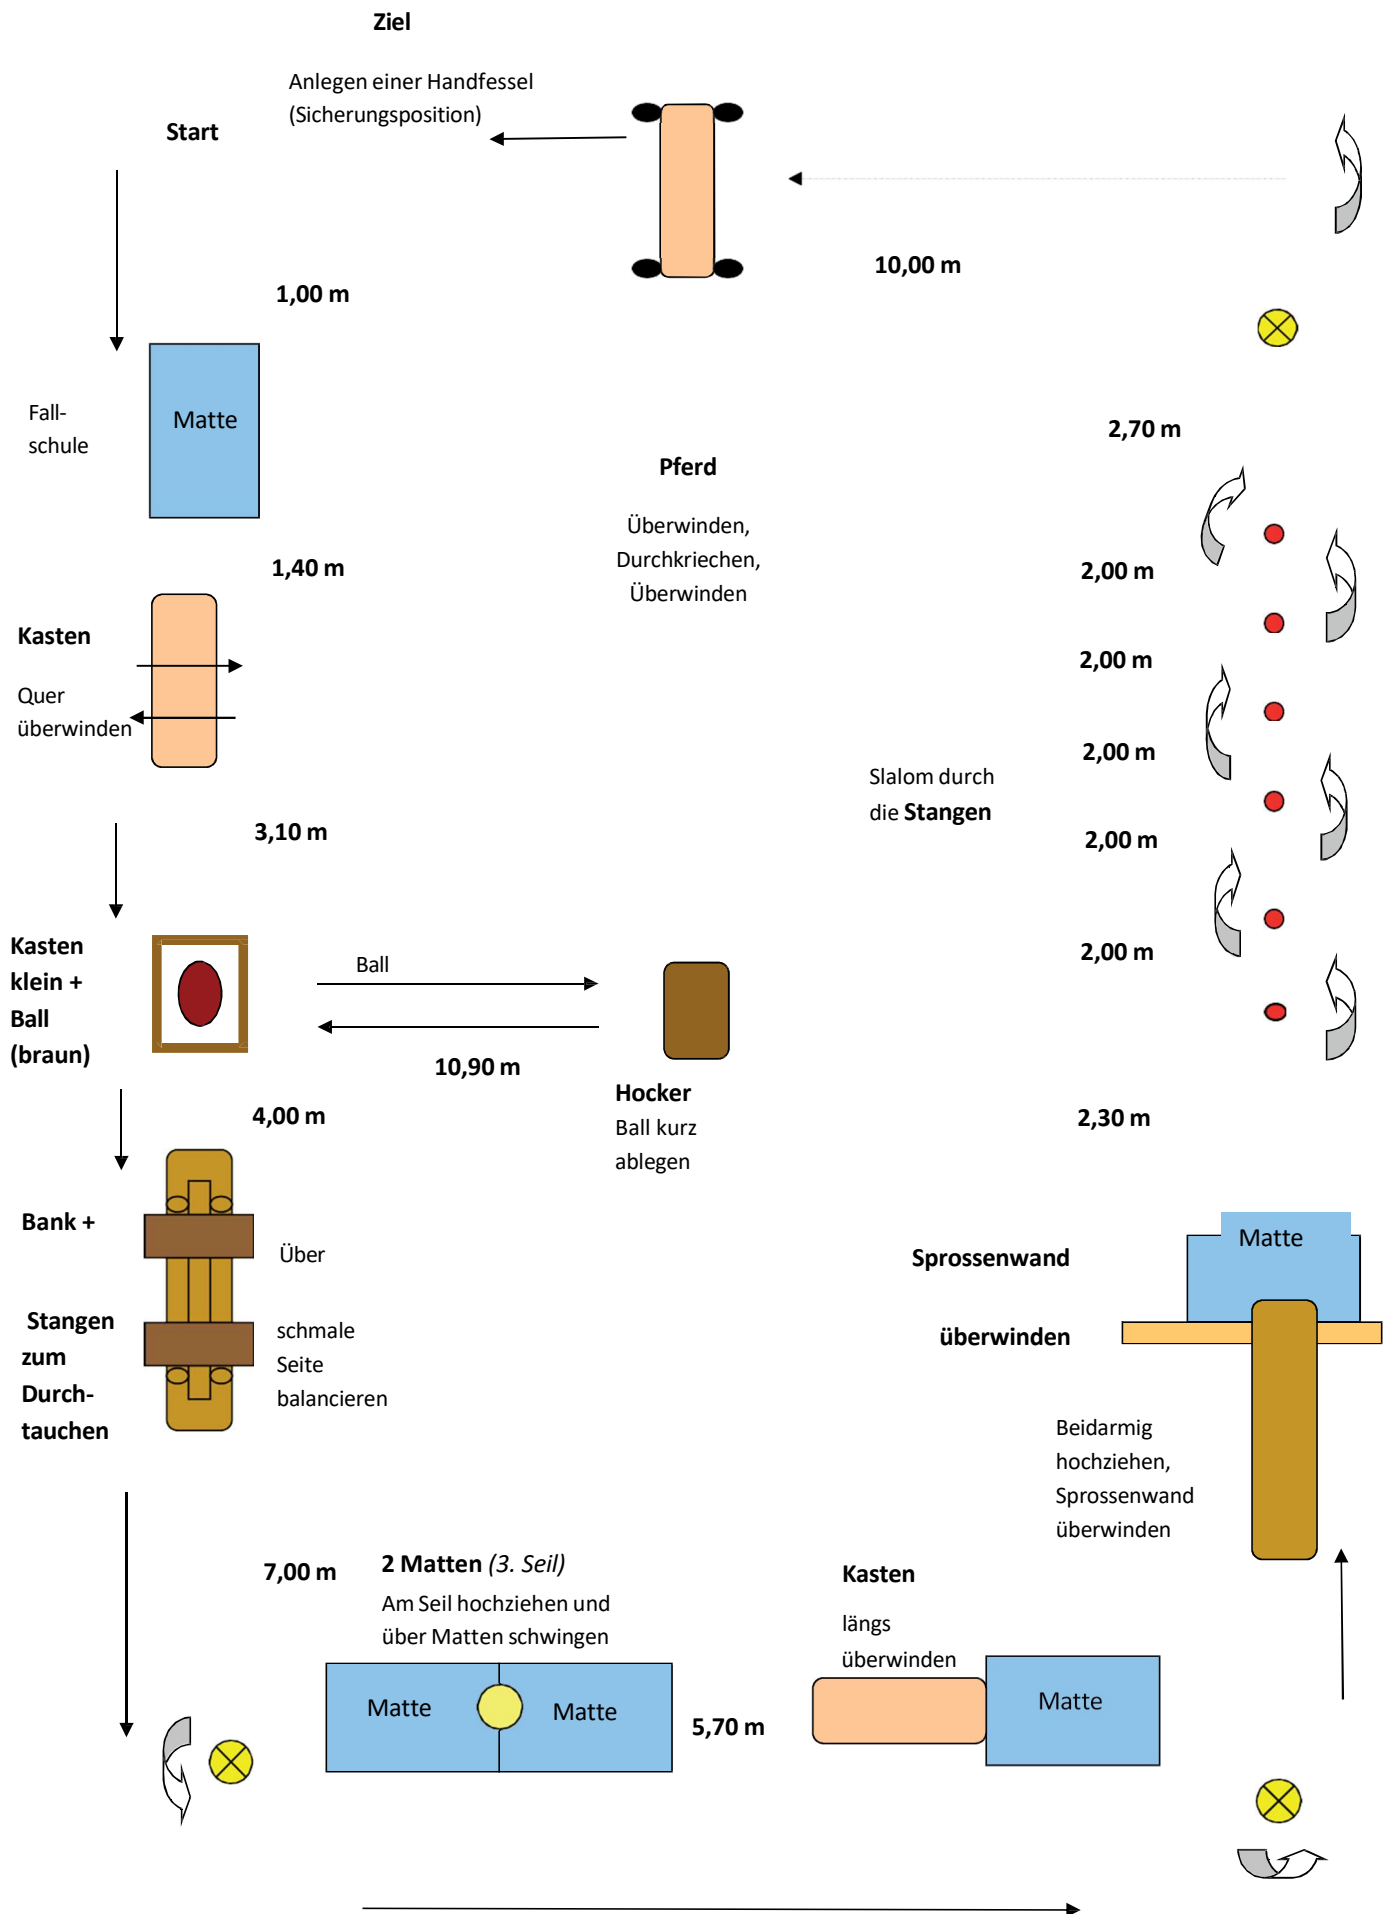 Ziel
Anlegen einer Handfessel
(Sicherungsposition)
Start
10,00 m
1,00 m
Fall-
schule
Matte
2,70 m
Pferd
Überwinden,
Durchkriechen,
Überwinden
1,40 m
2,00 m
Kasten
Quer
überwinden
2,00 m
2,00 m
Slalom durch
die Stangen
2,00 m
3,10 m
Kasten
klein +
Ball
(braun)
Ball
10,90 m
2,00 m
Hocker
Ball kurz
ablegen
4,00 m
2,30 m
Bank +
Über
Stangen
zum
Durch-
tauchen
schmale
Seite
balancieren
Matte
Sprossenwand
überwinden
Beidarmig
hochziehen,
Sprossenwand
überwinden
7,00 m
2 Matten (3. Seil)
Am Seil hochziehen und
über Matten schwingen
Matte
Matte
5,70 m
Kasten
längs
überwinden
Matte